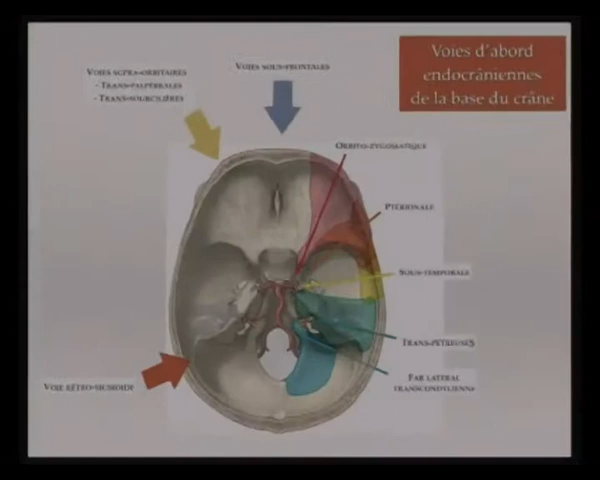 Voies d'abord
endocrâniennes
de la base du crâne
Voies supra-orbitaires
- Trans-palpébrales
- Trans-sourcilières
Voies sous-frontales
Orbito-zygomatique
Ptérionale
Sous-temporale
Trans-pétreuses
Far lateral
transcondylienne
Voie rétro-sigmoide